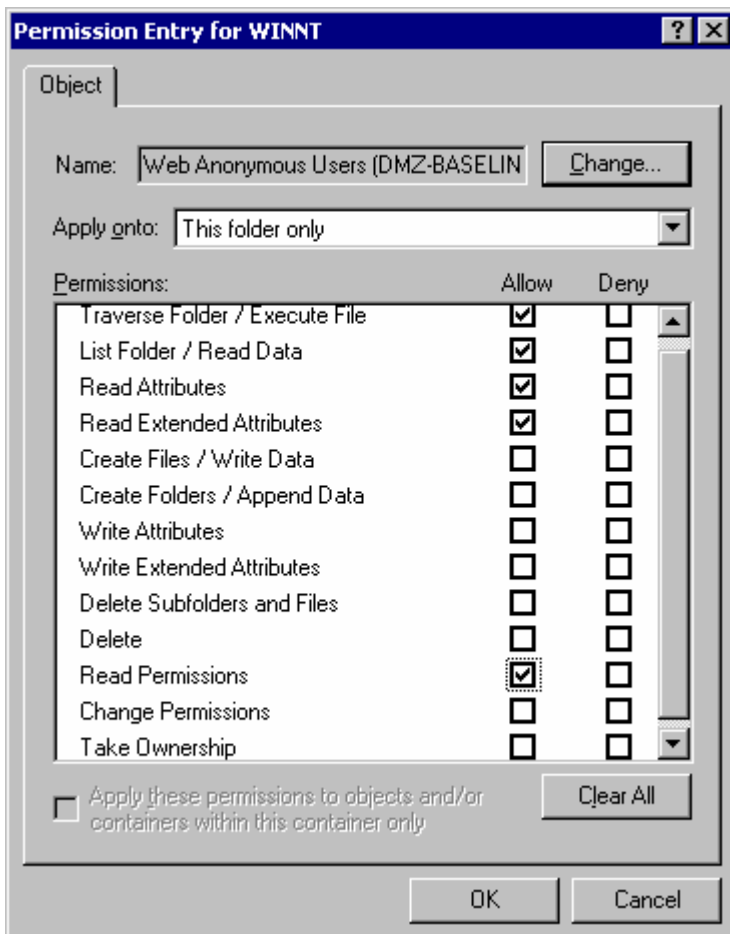 Permission Entry for WINNT
Object
Name: Web Anonymous Users (DMZ-BASELIN Change...
Apply onto: This folder only
Permissions: Allow Deny
Traverse Folder / Execute File
List Folder / Read Data
Read Attributes
Read Extended Attributes
Create Files / Write Data
Create Folders / Append Data
Write Attributes
Write Extended Attributes
Delete Subfolders and Files
Delete
Read Permissions
Change Permissions
Take Ownership
Apply these permissions to objects and/or Clear All
containers within this container only
OK Cancel